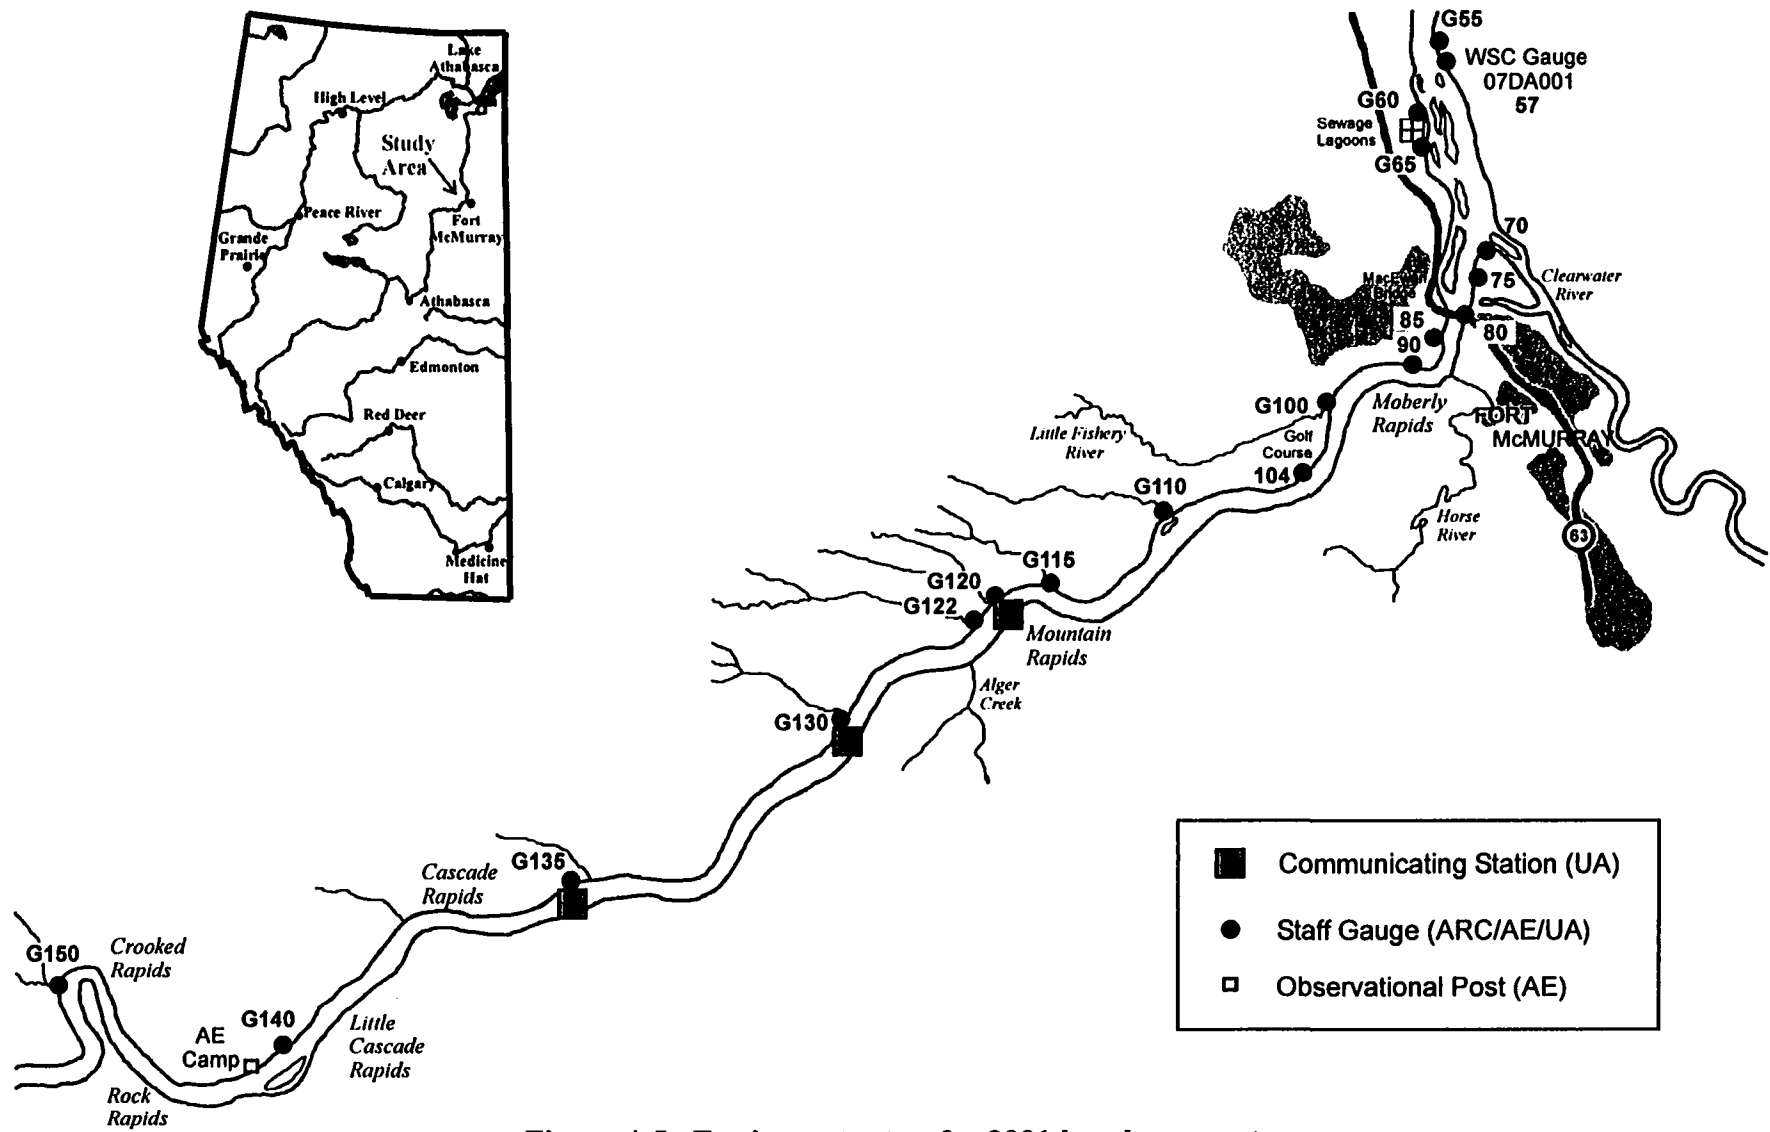 Lake
Athabasca
High Level
Study
Area
Peace River
Fort
McMurray
Grande
Prairie
Athabasca
Edmonton
Red Deer
Calgary
Medicine
Hat
G55
WSC Gauge
07DA001
57
G60
Sewage
Lagoons
G65
70
75
Clearwater
River
MacEwan
Bridge
85
80
90
G100
Moberly
Rapids
FORT
McMURRAY
Little Fishery
River
Golf
Course
104
G110
Horse
River
63
G115
G120
G122
Mountain
Rapids
Alger
Creek
G130
G135
Cascade
Rapids
Crooked
Rapids
G150
G140
AE
Camp
Little
Cascade
Rapids
Rock
Rapids
Communicating Station (UA)
Staff Gauge (ARC/AE/UA)
Observational Post (AE)